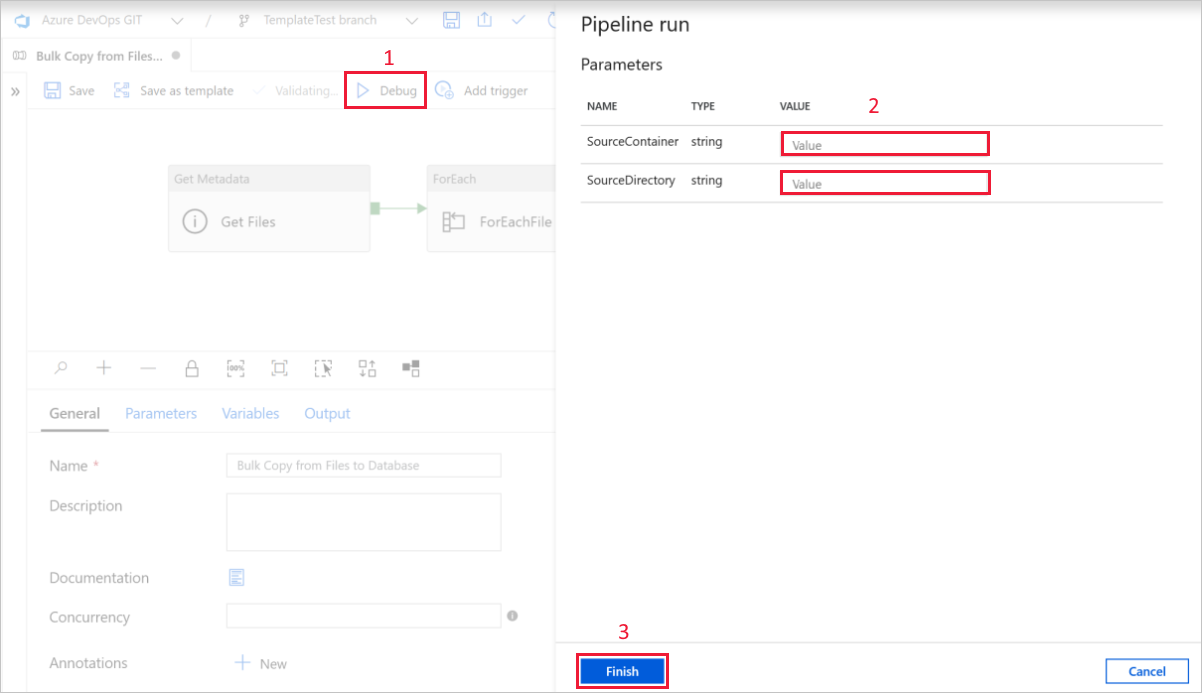 Azure DevOps GIT / TemplateTest branch
Bulk Copy from Files...
1
Save Save as template Validating... Debug Add trigger
Get Metadata ForEach
Get Files ForEachFile
100%
General Parameters Variables Output
Name * Bulk Copy from Files to Database
Description
Documentation
Concurrency
Annotations New
Pipeline run
Parameters
NAME TYPE VALUE 2
SourceContainer string Value
SourceDirectory string Value
3
Finish Cancel